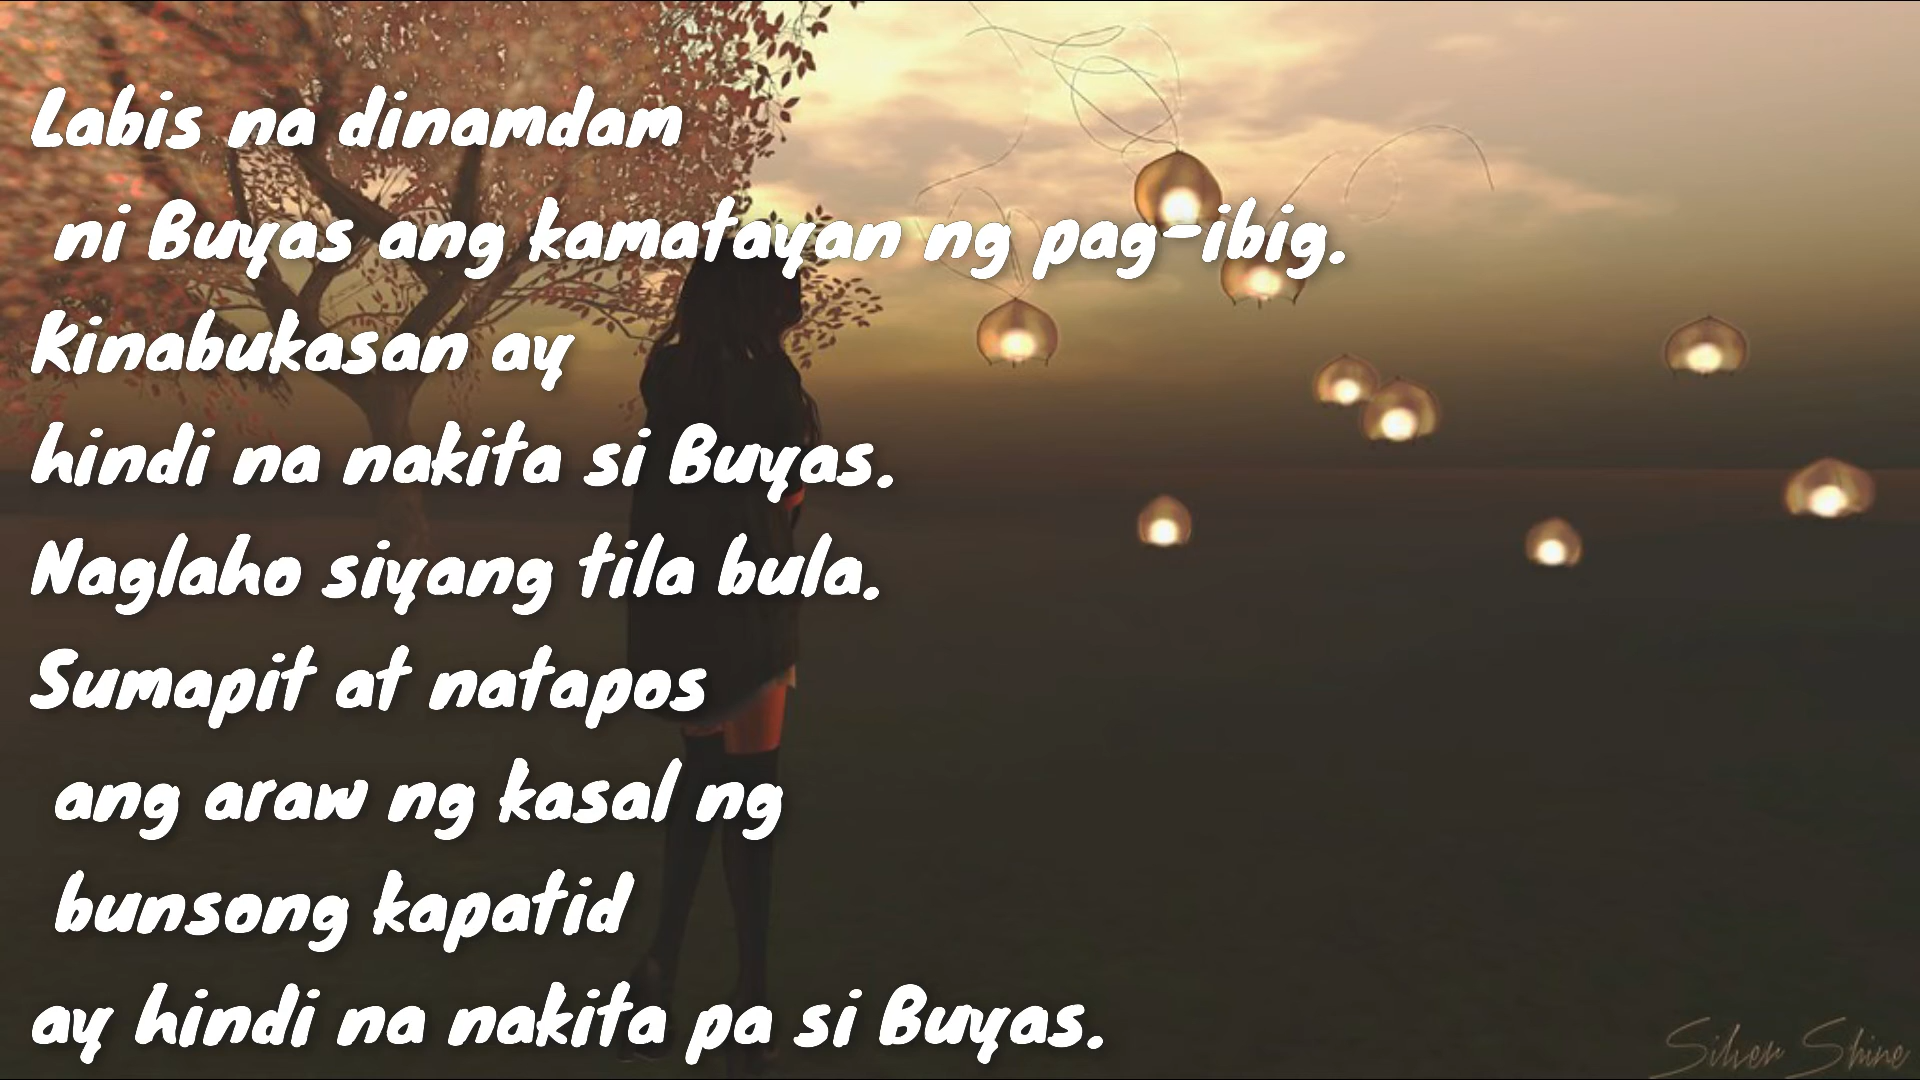 Labis na dinamdam
ni Buyas ang kamatayan ng pag-ibig.
Kinabukasan ay
hindi na nakita si Buyas.
Naglaho siyang tila bula.
Sumapit at natapos
ang araw ng kasal ng
bunsong kapatid
ay hindi na nakita pa si Buyas.
Silver Shine